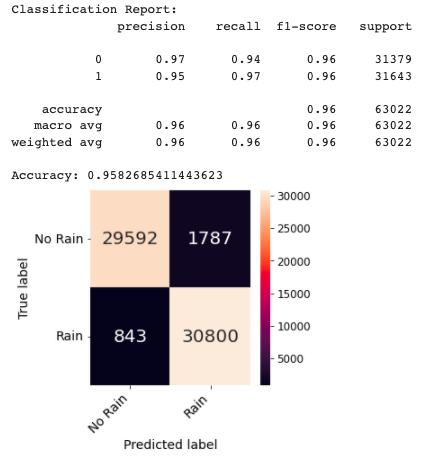 Classification Report:
precision recall f1-score support
0 0.97 0.94 0.96 31379
1 0.95 0.97 0.96 31643
accuracy 0.96 63022
macro avg 0.96 0.96 0.96 63022
weighted avg 0.96 0.96 0.96 63022
Accuracy: 0.9582685411443623
True label
No Rain 29592 1787
Rain 843 30800
No Rain Rain
Predicted label
30000
25000
20000
15000
10000
5000